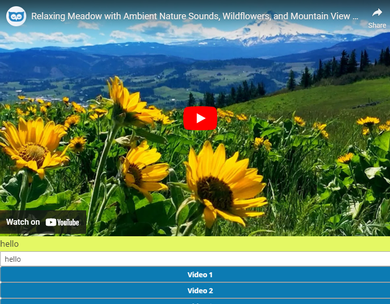 Relaxing Meadow with Ambient Nature Sounds, Wildflowers, and Mountain View ...
Share
Watch on YouTube
hello
hello
Video 1
Video 2